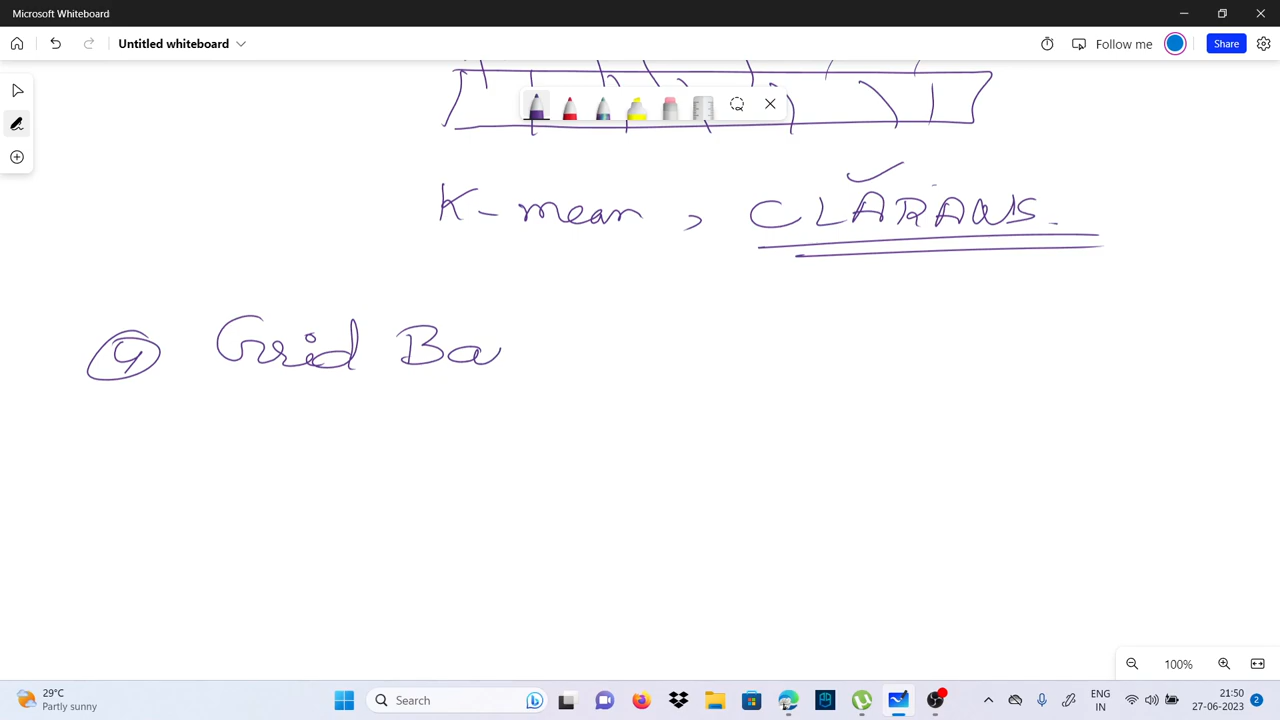 Microsoft Whiteboard
Untitled whiteboard
Follow me
Share
K- mean , CLARANS.
4 Grid Ba
100%
29°C
Partly sunny
Search
ENG
IN
21:50
27-06-2023
2